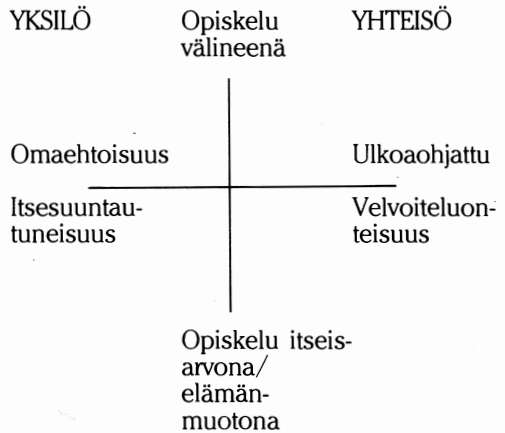 YKSILÖ
Opiskelu
välineenä
YHTEISÖ
Omaehtoisuus
Ulkoaohjattu
Itsesuuntau-
tuneisuus
Velvoiteluon-
teisuus
Opiskelu itseis-
arvona/
elämän-
muotona